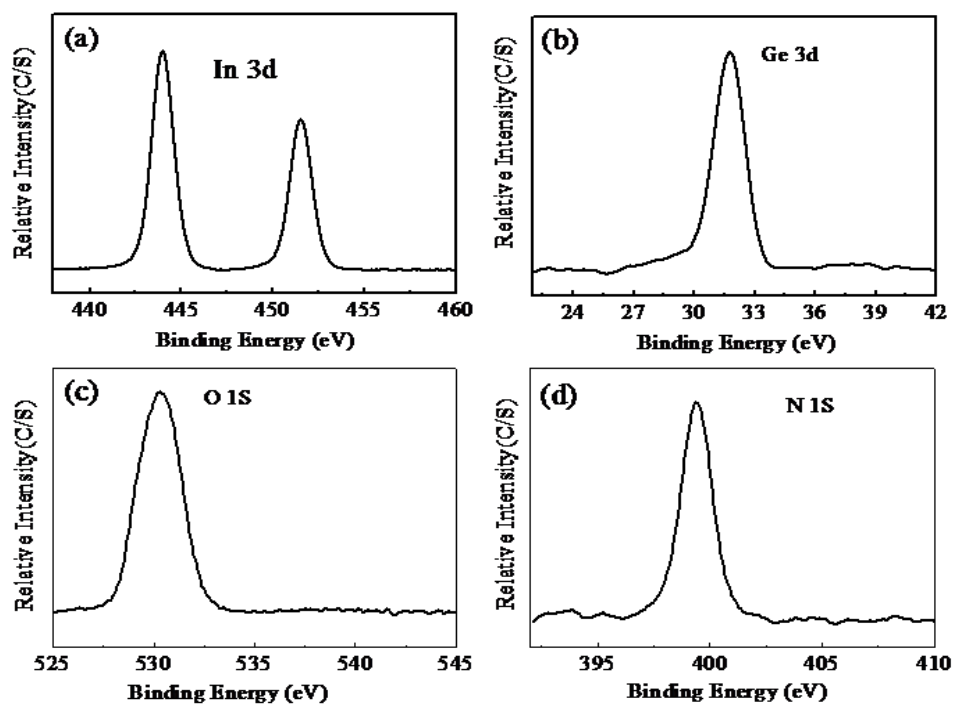 (a)
In 3d
Relative Intensity (C/S)
440 445 450 455 460
Binding Energy (eV)
(b)
Ge 3d
Relative Intensity (C/S)
24 27 30 33 36 39 42
Binding Energy (eV)
(c)
O 1S
Relative Intensity (C/S)
525 530 535 540 545
Binding Energy (eV)
(d)
N 1S
Relative Intensity (C/S)
395 400 405 410
Binding Energy (eV)